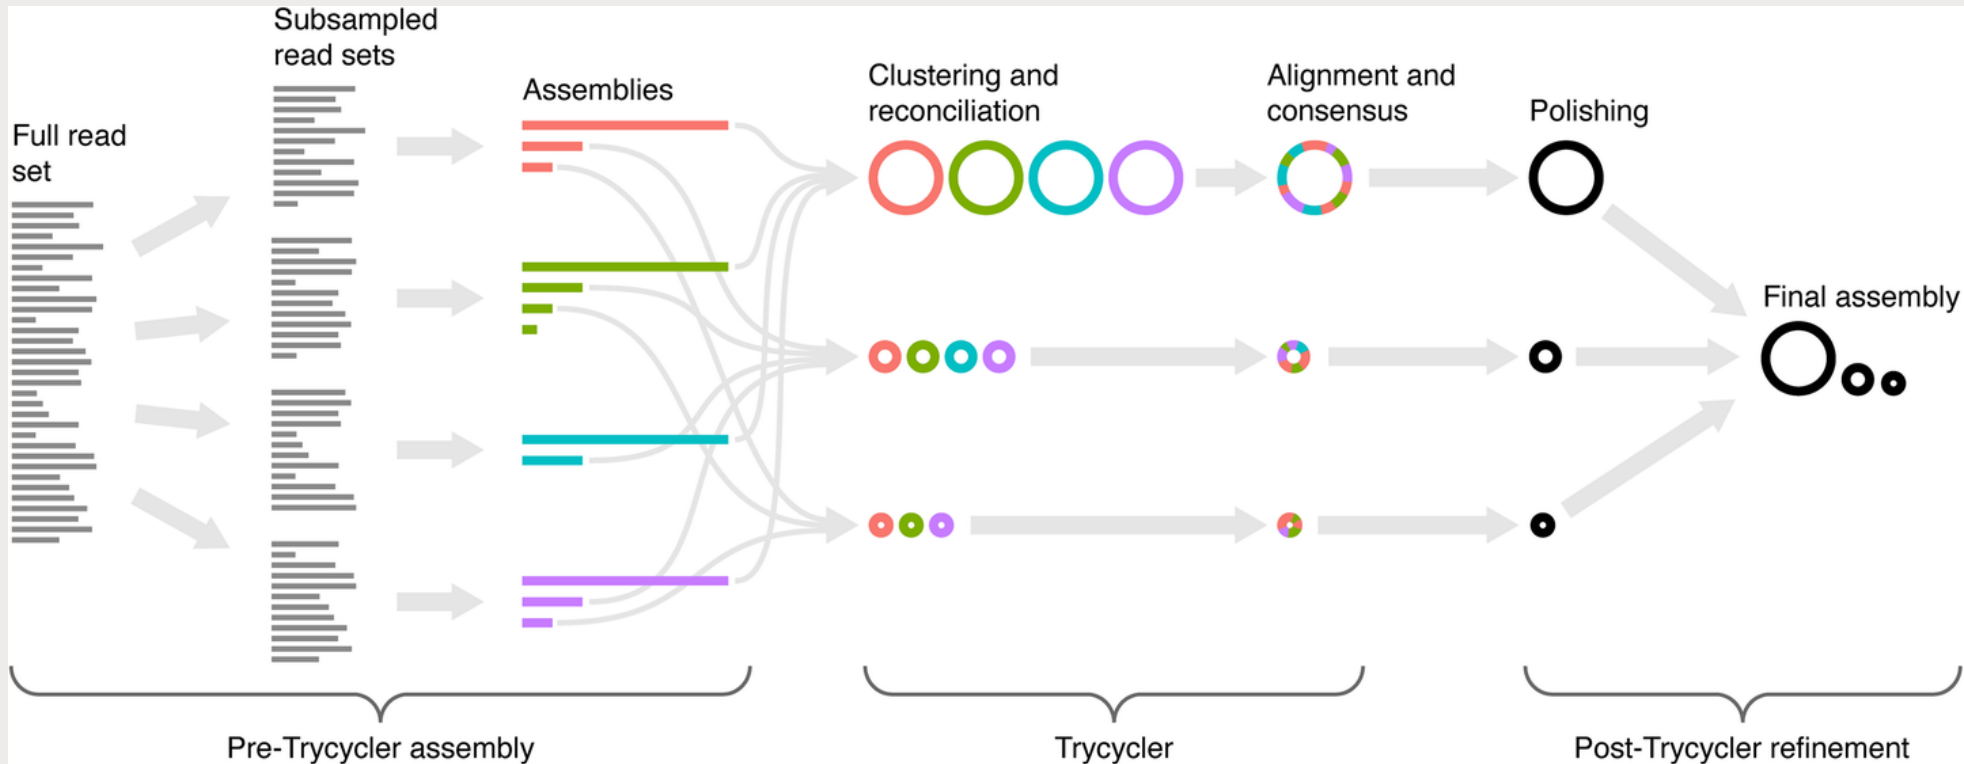 Full read
set
Subsampled
read sets
Assemblies
Clustering and
reconciliation
Alignment and
consensus
Polishing
Final assembly
Pre-Trycycler assembly
Trycycler
Post-Trycycler refinement